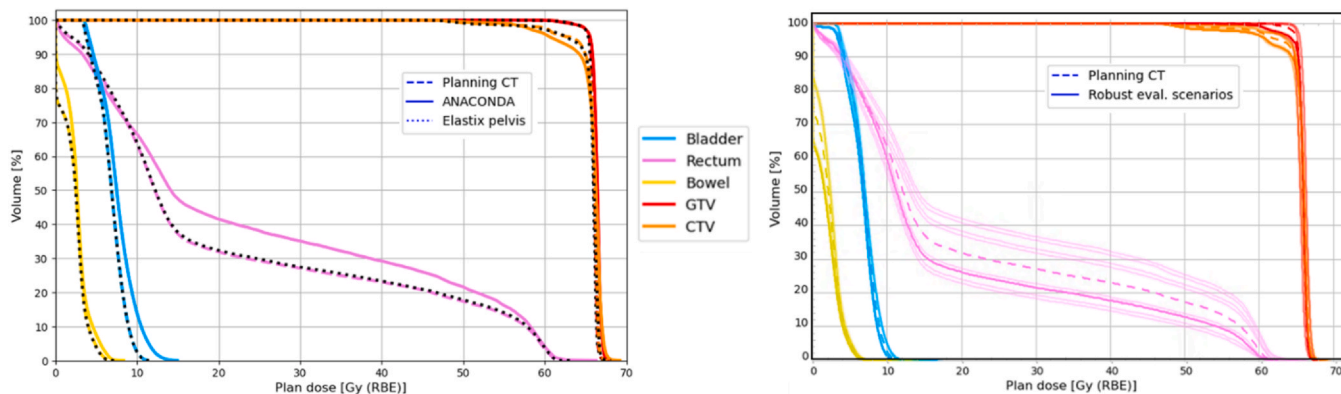 Volume [%]
100
90
80
70
60
50
40
30
20
10
0
0 10 20 30 40 50 60 70
Plan dose [Gy (RBE)]
Planning CT
ANACONDA
Elastix pelvis
Bladder
Rectum
Bowel
GTV
CTV
Volume [%]
100
90
80
70
60
50
40
30
20
10
0
0 10 20 30 40 50 60 70
Plan dose [Gy (RBE)]
Planning CT
Robust eval. scenarios